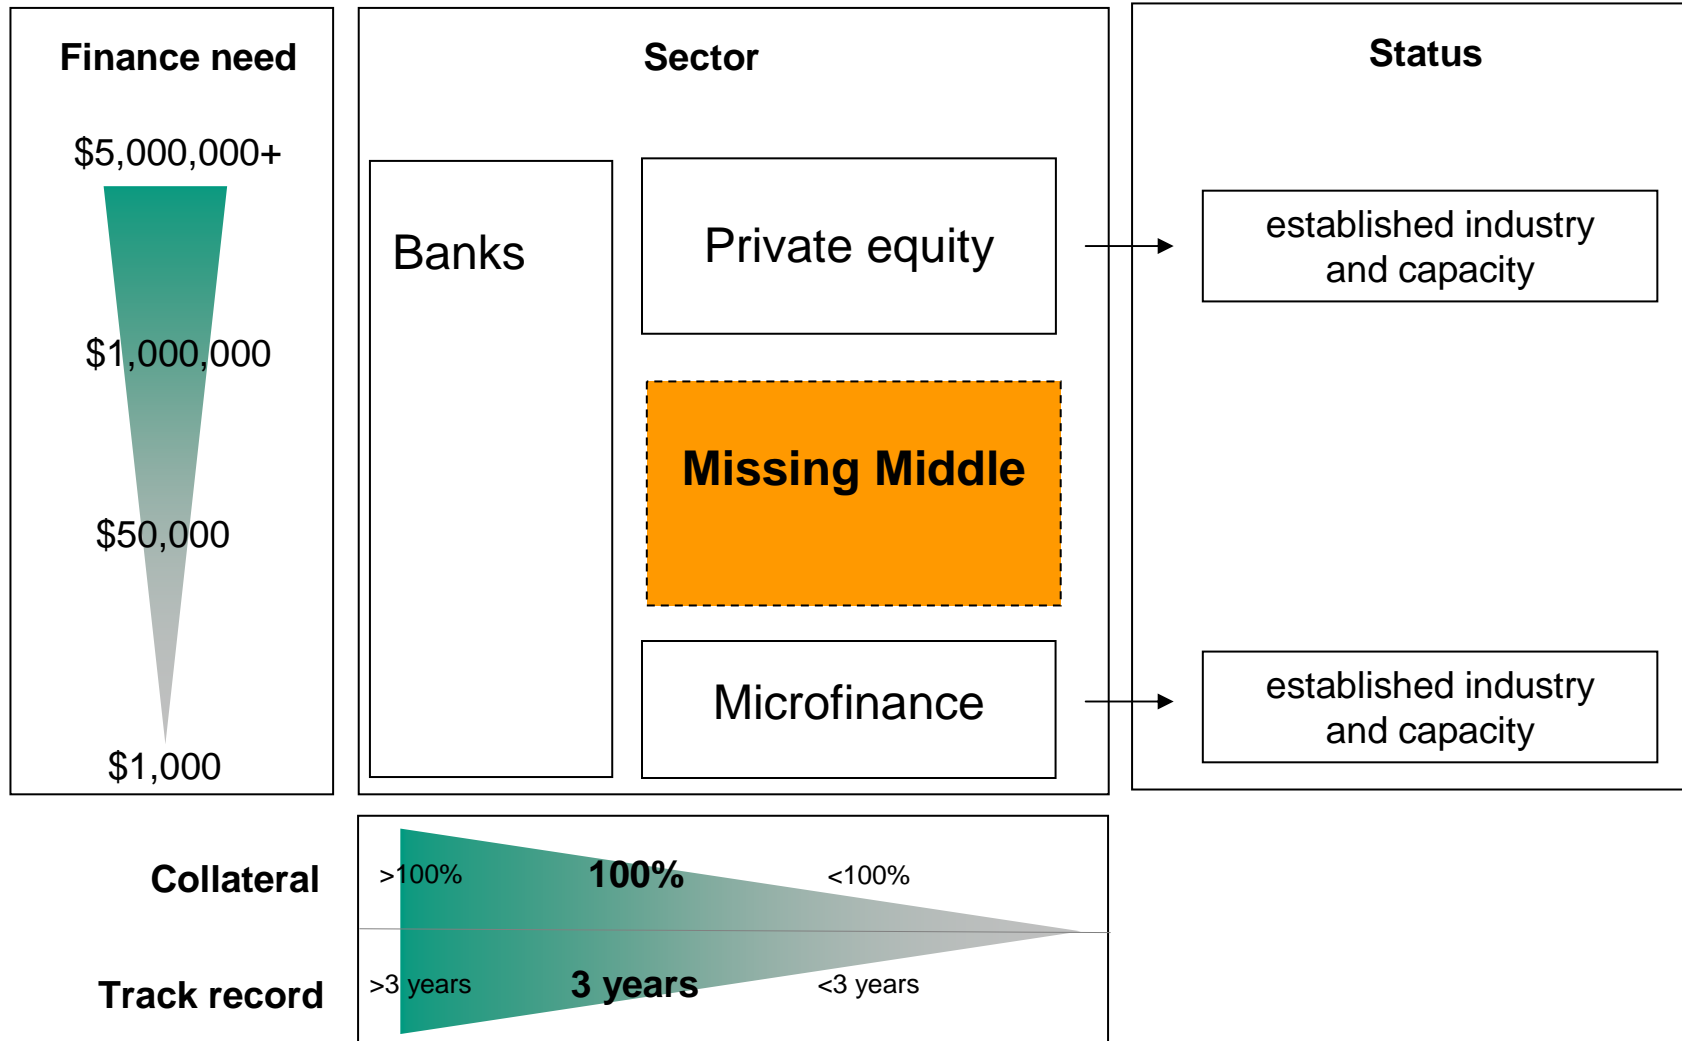 Finance need
$5,000,000+
$1,000,000
$50,000
$1,000
Sector
Banks
Private equity
Missing Middle
Microfinance
Status
established industry
and capacity
established industry
and capacity
Collateral
>100%
100%
<100%
Track record
>3 years
3 years
<3 years